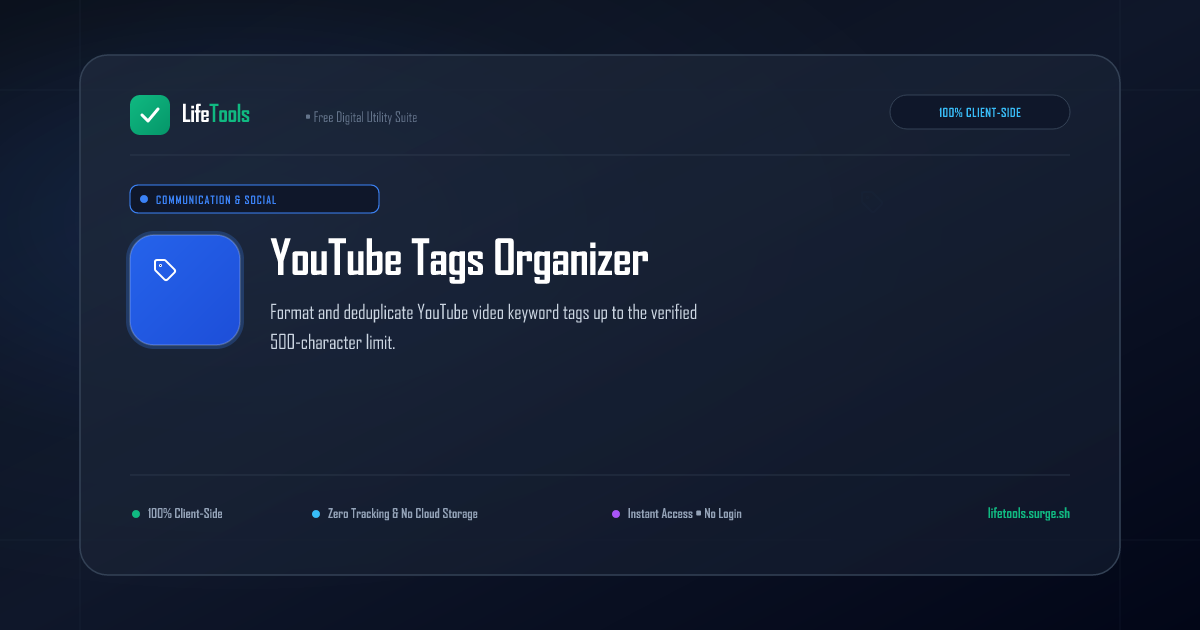 LifeTools
▪ Free Digital Utility Suite
100% CLIENT-SIDE
COMMUNICATION & SOCIAL
YouTube Tags Organizer
Format and deduplicate YouTube video keyword tags up to the verified
500-character limit.
100% Client-Side
Zero Tracking & No Cloud Storage
Instant Access ▪ No Login
lifetools.surge.sh